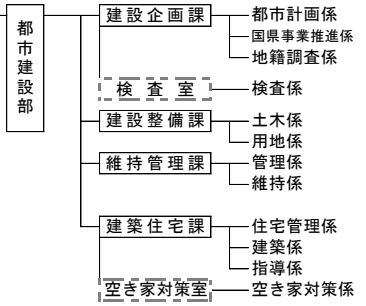 都市建設部
建設企画課
都市計画係
国県事業推進係
地籍調査係
検査室
検査係
建設整備課
土木係
用地係
維持管理課
管理係
維持係
建築住宅課
住宅管理係
建築係
指導係
空き家対策室
空き家対策係